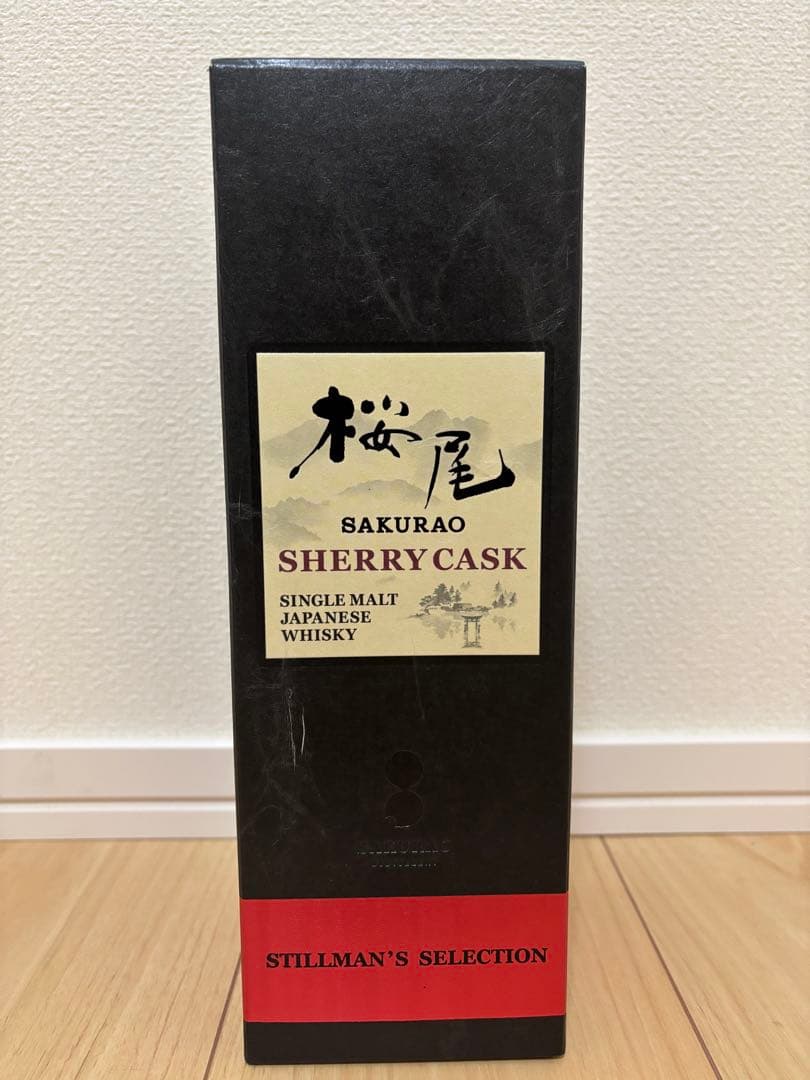 桜尾
SAKURAO
SHERRY CASK
SINGLE MALT
JAPANESE
WHISKY
STILLMAN'S SELECTION